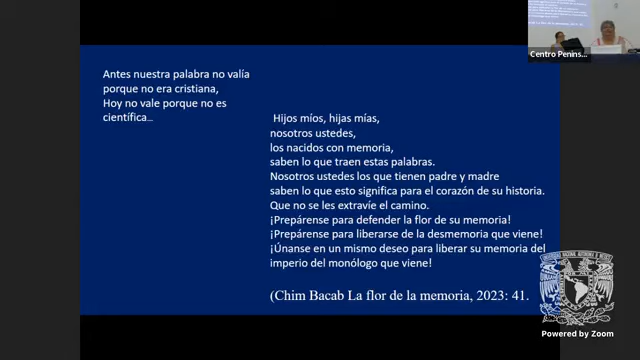 Antes nuestra palabra no valía
porque no era cristiana,
Hoy no vale porque no es
científica...
Hijos míos, hijas mías,
nosotros ustedes,
los nacidos con memoria,
saben lo que traen estas palabras.
Nosotros ustedes los que tienen padre y madre
saben lo que esto significa para el corazón de su historia.
Que no se les extravíe el camino.
¡Prepárense para defender la flor de su memoria!
¡Prepárense para liberarse de la desmemoria que viene!
¡Únanse en un mismo deseo para liberar su memoria del
imperio del monólogo que viene!
(Chim Bacab La flor de la memoria, 2023: 41.
Centro Penins...
Powered by Zoom